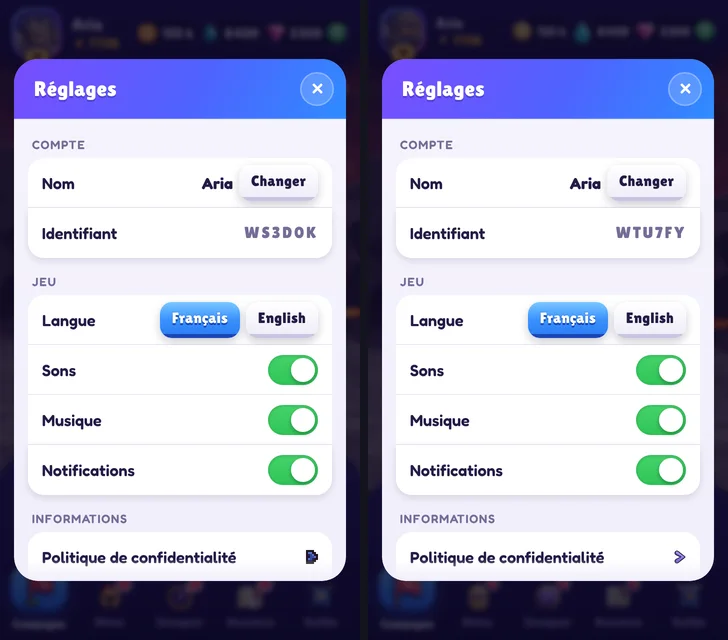 Réglages
COMPTE
Nom Aria Changer
Identifiant WS3D0K
JEU
Langue Français English
Sons
Musique
Notifications
INFORMATIONS
Politique de confidentialité
Réglages
COMPTE
Nom Aria Changer
Identifiant WTU7FY
JEU
Langue Français English
Sons
Musique
Notifications
INFORMATIONS
Politique de confidentialité